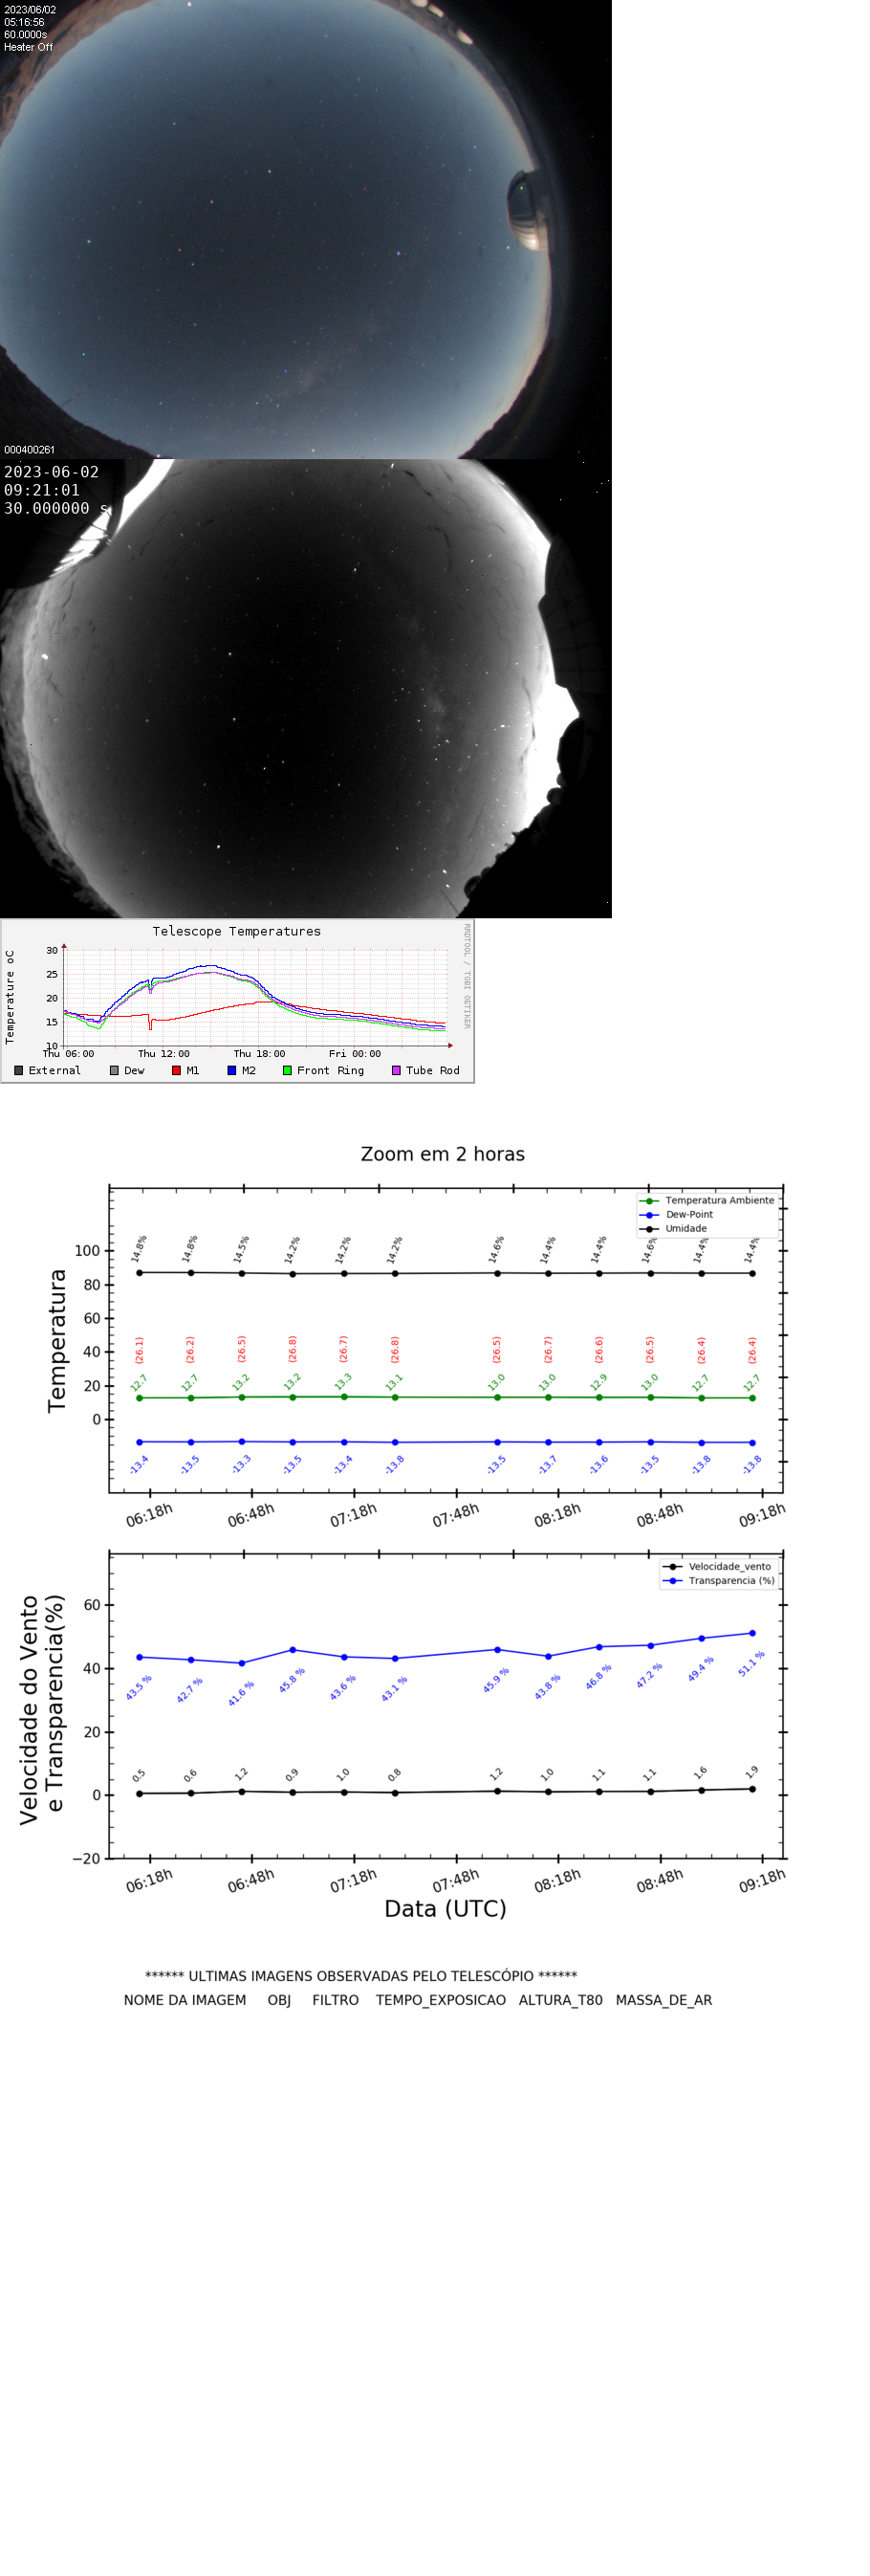 2023/06/02
05:16:56
60.0000s
Heater Off
000400261
2023-06-02
09:21:01
30.000000 s
Telescope Temperatures
RRDTOOL / TOBI OETIKER
Temperature oC
30
25
20
15
10
Thu 06:00 Thu 12:00 Thu 18:00 Fri 00:00
External Dew M1 M2 Front Ring Tube Rod
Zoom em 2 horas
Temperatura Ambiente
Dew-Point
Umidade
Temperatura
100
80
60
40
20
0
14.8% 14.8% 14.5% 14.2% 14.2% 14.2% 14.6% 14.4% 14.4% 14.6% 14.4% 14.4%
(26.1) (26.2) (26.5) (26.8) (26.7) (26.8) (26.5) (26.7) (26.6) (26.5) (26.4) (26.4)
12.7 12.7 13.2 13.2 13.3 13.1 13.0 13.0 12.9 13.0 12.7 12.7
-13.4 -13.5 -13.3 -13.5 -13.4 -13.8 -13.5 -13.7 -13.6 -13.5 -13.8 -13.8
06:18h 06:48h 07:18h 07:48h 08:18h 08:48h 09:18h
Velocidade_vento
Transparencia (%)
Velocidade do Vento
e Transparencia(%)
60
40
20
0
−20
43.5 % 42.7 % 41.6 % 45.8 % 43.6 % 43.1 % 45.9 % 43.8 % 46.8 % 47.2 % 49.4 % 51.1 %
0.5 0.6 1.2 0.9 1.0 0.8 1.2 1.0 1.1 1.1 1.6 1.9
06:18h 06:48h 07:18h 07:48h 08:18h 08:48h 09:18h
Data (UTC)
****** ULTIMAS IMAGENS OBSERVADAS PELO TELESCÓPIO ******
NOME DA IMAGEM OBJ FILTRO TEMPO_EXPOSICAO ALTURA_T80 MASSA_DE_AR